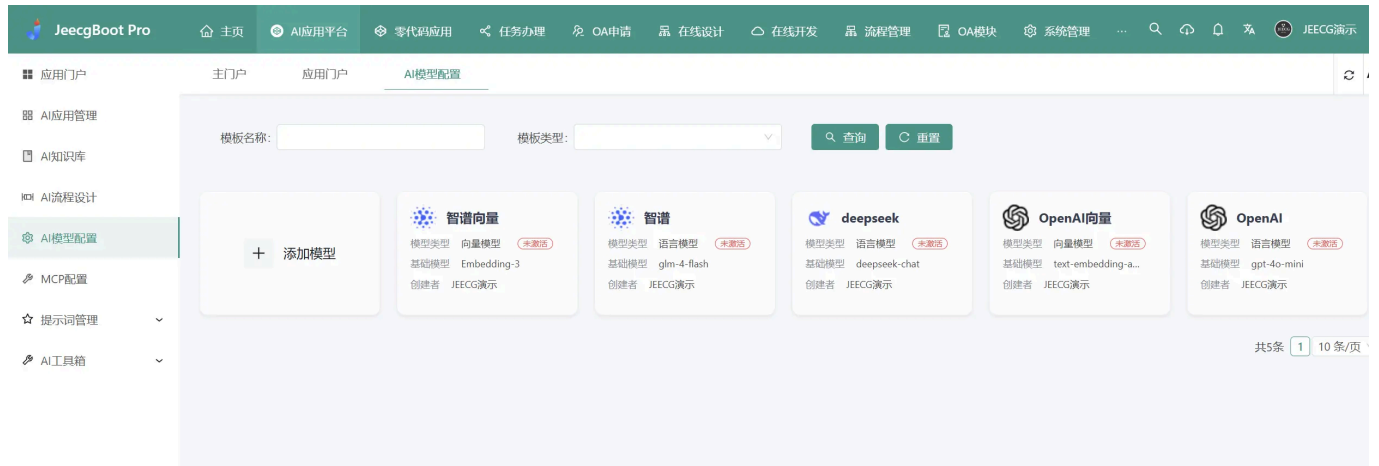 JeecgBoot Pro 主页 AI应用平台 零代码应用 任务办理 OA申请 在线设计 在线开发 流程管理 OA模块 系统管理 ... JEECG演示
应用门户
AI应用管理
AI知识库
AI流程设计
AI模型配置
MCP配置
提示词管理
AI工具箱
主门户 应用门户 AI模型配置
模板名称: 模板类型: 查询 重置
添加模型
智谱向量
模型类型 向量模型 未激活
基础模型 Embedding-3
创建者 JEECG演示
智谱
模型类型 语言模型 未激活
基础模型 glm-4-flash
创建者 JEECG演示
deepseek
模型类型 语言模型 未激活
基础模型 deepseek-chat
创建者 JEECG演示
OpenAI向量
模型类型 向量模型 未激活
基础模型 text-embedding-a...
创建者 JEECG演示
OpenAI
模型类型 语言模型 未激活
基础模型 gpt-4o-mini
创建者 JEECG演示
共5条 1 10 条/页